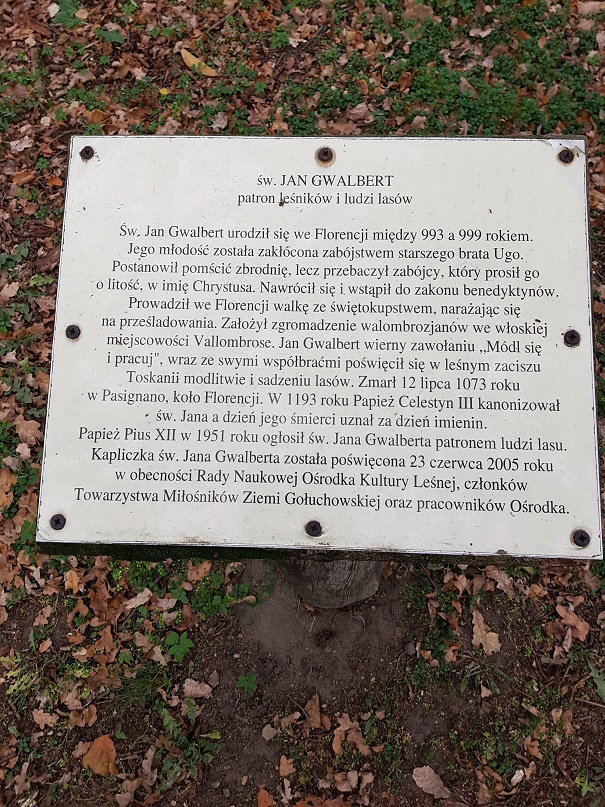 św. JAN GWALBERT
patron leśników i ludzi lasów
Św. Jan Gwalbert urodził się we Florencji między 993 a 999 rokiem.
Jego młodość została zakłócona zabójstwem starszego brata Ugo.
Postanowił pomścić zbrodnię, lecz przebaczył zabójcy, który prosił go
o litość, w imię Chrystusa. Nawrócił się i wstąpił do zakonu benedyktynów.
Prowadził we Florencji walkę ze świętokupstwem, narażając się
na prześladowania. Założył zgromadzenie walombrozjanów we włoskiej
miejscowości Vallombrose. Jan Gwalbert wierny zawołaniu „Módl się
i pracuj", wraz ze swymi współbraćmi poświęcił się w leśnym zaciszu
Toskanii modlitwie i sadzeniu lasów. Zmarł 12 lipca 1073 roku
w Pasignano, koło Florencji. W 1193 roku Papież Celestyn III kanonizował
św. Jana a dzień jego śmierci uznał za dzień imienin.
Papież Pius XII w 1951 roku ogłosił św. Jana Gwalberta patronem ludzi lasu.
Kapliczka św. Jana Gwalberta została poświęcona 23 czerwca 2005 roku
w obecności Rady Naukowej Ośrodka Kultury Leśnej, członków
Towarzystwa Miłośników Ziemi Gołuchowskiej oraz pracowników Ośrodka.